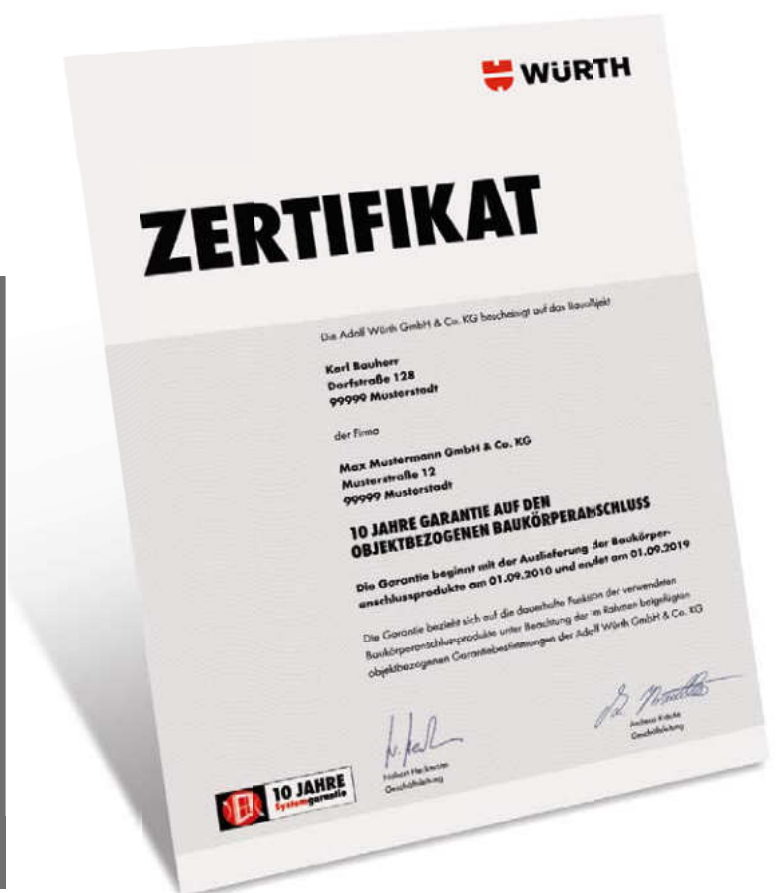 WÜRTH
ZERTIFIKAT
Die Adolf Würth GmbH & Co. KG bescheinigt auf das Bauobjekt
Karl Bauherr
Dorfstraße 128
99999 Musterstadt
der Firma
Max Mustermann GmbH & Co. KG
Musterstraße 12
99999 Musterstadt
10 JAHRE GARANTIE AUF DEN
OBJEKTBEZOGENEN BAUKÖRPERANSCHLUSS
Die Garantie beginnt mit der Auslieferung der Baukörper-
anschlussprodukte am 01.09.2010 und endet am 01.09.2019
Die Garantie bezieht sich auf die dauerhafte Funktion der verwendeten
Baukörperanschlussprodukte unter Beachtung der im Rahmen beigefügten
objektbezogenen Garantiebestimmungen der Adolf Würth GmbH & Co. KG
Norbert Heckmann
Geschäftsleitung
Andreas Kräutle
Geschäftsleitung
10 JAHRE
Systemgarantie